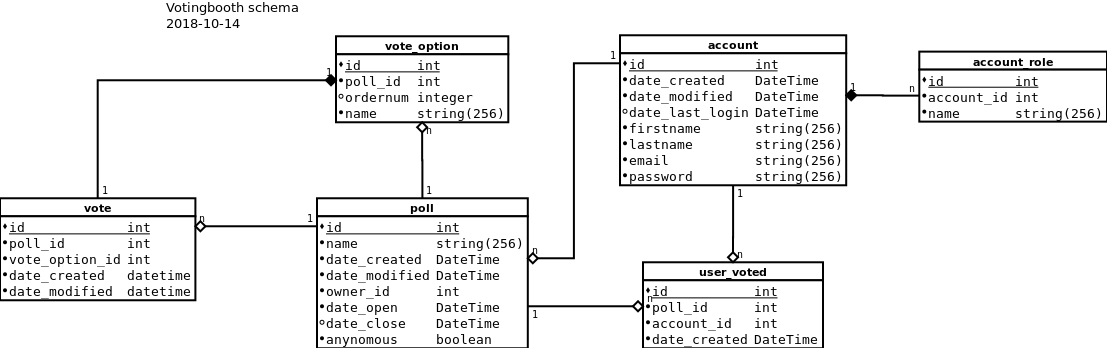 Votingbooth schema
2018-10-14
vote_option
id int
poll_id int
ordernum integer
name string(256)
account
id int
date_created DateTime
date_modified DateTime
date_last_login DateTime
firstname string(256)
lastname string(256)
email string(256)
password string(256)
account_role
id int
account_id int
name string(256)
vote
id int
poll_id int
vote_option_id int
date_created datetime
date_modified datetime
poll
id int
name string(256)
date_created DateTime
date_modified DateTime
owner_id int
date_open DateTime
date_close DateTime
anynomous boolean
user_voted
id int
poll_id int
account_id int
date_created DateTime
1
1
n
1
n
1
1
n
1
n
1
n
1
n